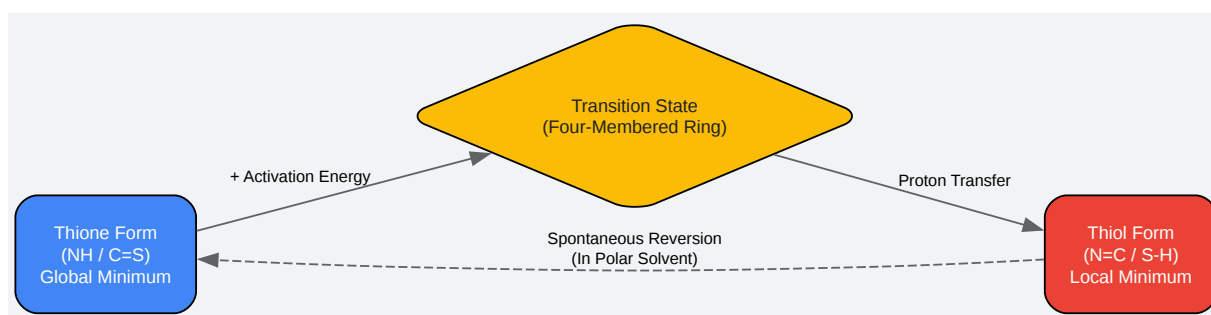 Transition State
(Four-Membered Ring)
+ Activation Energy
Proton Transfer
Thione Form
(NH / C=S)
Global Minimum
Spontaneous Reversion
(In Polar Solvent)
Thiol Form
(N=C / S-H)
Local Minimum